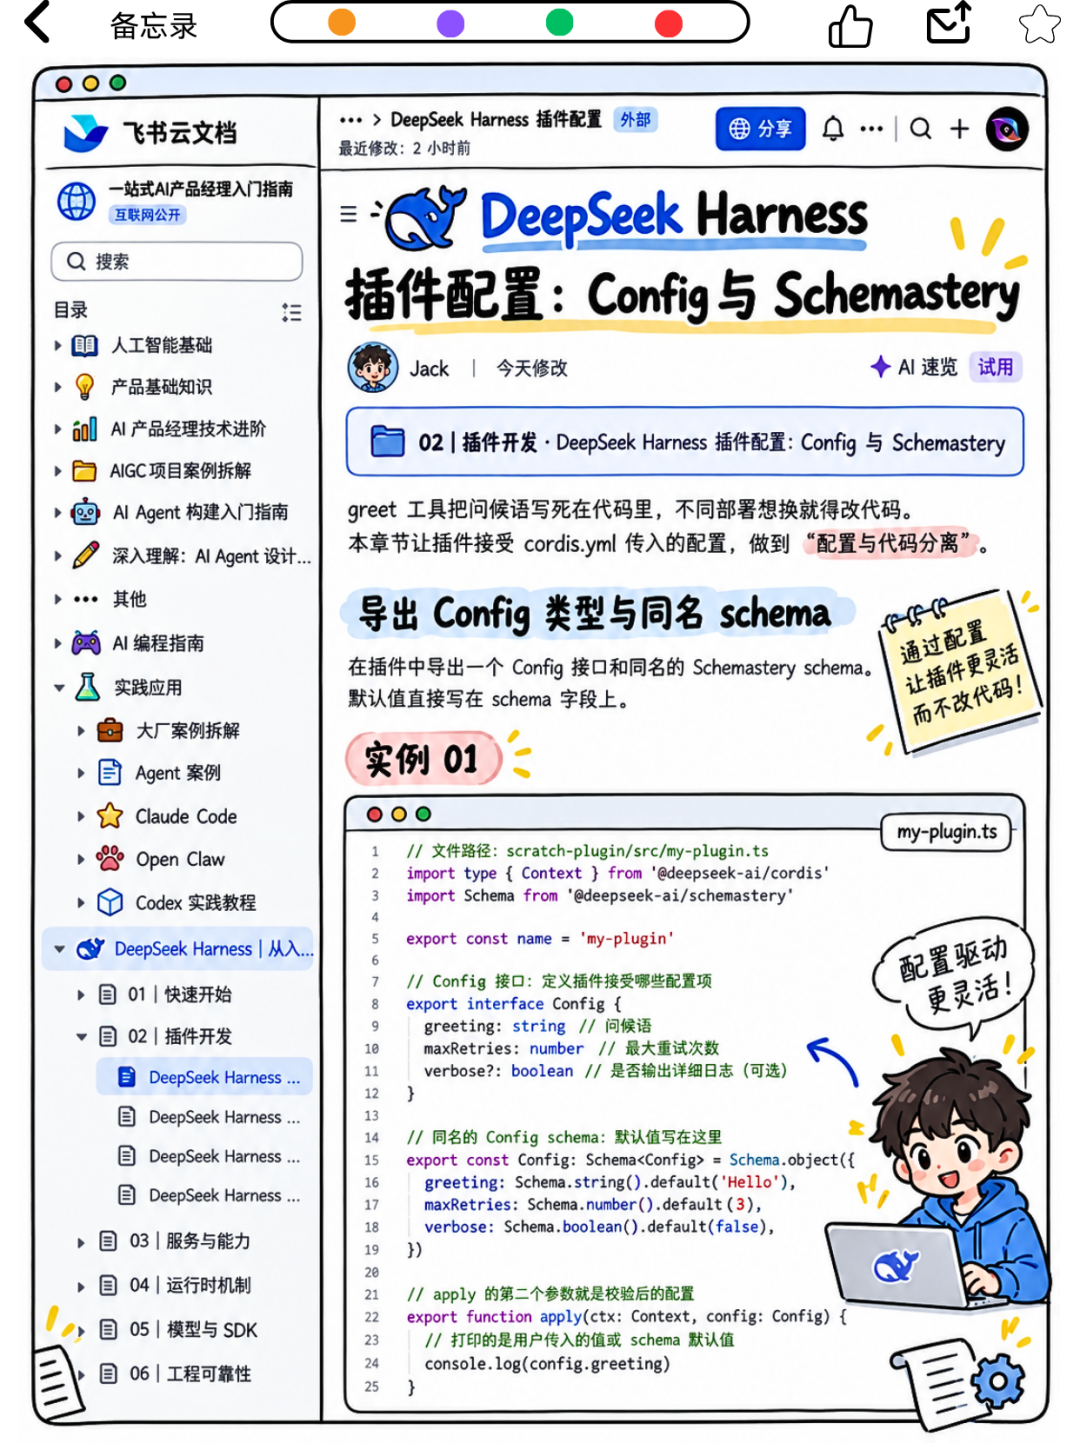 备忘录
飞书云文档
一站式AI产品经理入门指南
互联网公开
搜索
目录
人工智能基础
产品基础知识
AI 产品经理技术进阶
AIGC 项目案例拆解
AI Agent 构建入门指南
深入理解：AI Agent 设计...
其他
AI 编程指南
实践应用
大厂案例拆解
Agent 案例
Claude Code
Open Claw
Codex 实践教程
DeepSeek Harness | 从入...
01 | 快速开始
02 | 插件开发
DeepSeek Harness ...
DeepSeek Harness ...
DeepSeek Harness ...
DeepSeek Harness ...
03 | 服务与能力
04 | 运行时机制
05 | 模型与 SDK
06 | 工程可靠性
••• > DeepSeek Harness 插件配置 外部
最近修改：2 小时前
分享
DeepSeek Harness
插件配置：Config与 Schemastery
Jack | 今天修改
AI 速览 试用
02 | 插件开发 · DeepSeek Harness 插件配置：Config 与 Schemastery
greet 工具把问候语写死在代码里，不同部署想换就得改代码。
本章节让插件接受 cordis.yml 传入的配置，做到 “配置与代码分离”。
导出 Config 类型与同名 schema
在插件中导出一个 Config 接口和同名的 Schemastery schema。
默认值直接写在 schema 字段上。
通过配置
让插件更灵活
而不改代码！
实例 01
my-plugin.ts
1 // 文件路径：scratch-plugin/src/my-plugin.ts
2 import type { Context } from '@deepseek-ai/cordis'
3 import Schema from '@deepseek-ai/schemastery'
4
5 export const name = 'my-plugin'
6
7 // Config 接口：定义插件接受哪些配置项
8 export interface Config {
9 greeting: string // 问候语
10 maxRetries: number // 最大重试次数
11 verbose?: boolean // 是否输出详细日志（可选）
12 }
13
14 // 同名的 Config schema：默认值写在这里
15 export const Config: Schema<Config> = Schema.object({
16 greeting: Schema.string().default('Hello'),
17 maxRetries: Schema.number().default(3),
18 verbose: Schema.boolean().default(false),
19 })
20
21 // apply 的第二个参数就是校验后的配置
22 export function apply(ctx: Context, config: Config) {
23 // 打印的是用户传入的值或 schema 默认值
24 console.log(config.greeting)
25 }
配置驱动
更灵活！